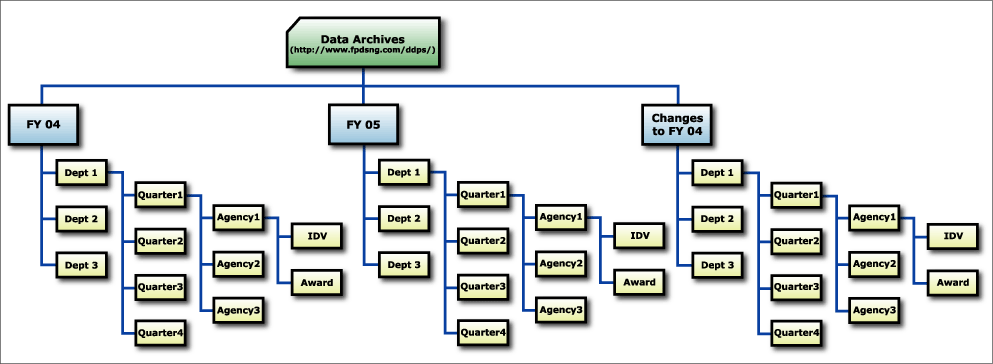 Data Archives
(http://www.fpdsng.com/ddps/)
FY 04
Dept 1
Dept 2
Dept 3
Quarter1
Quarter2
Quarter3
Quarter4
Agency1
Agency2
Agency3
IDV
Award
FY 05
Dept 1
Dept 2
Dept 3
Quarter1
Quarter2
Quarter3
Quarter4
Agency1
Agency2
Agency3
IDV
Award
Changes
to FY 04
Dept 1
Dept 2
Dept 3
Quarter1
Quarter2
Quarter3
Quarter4
Agency1
Agency2
Agency3
IDV
Award